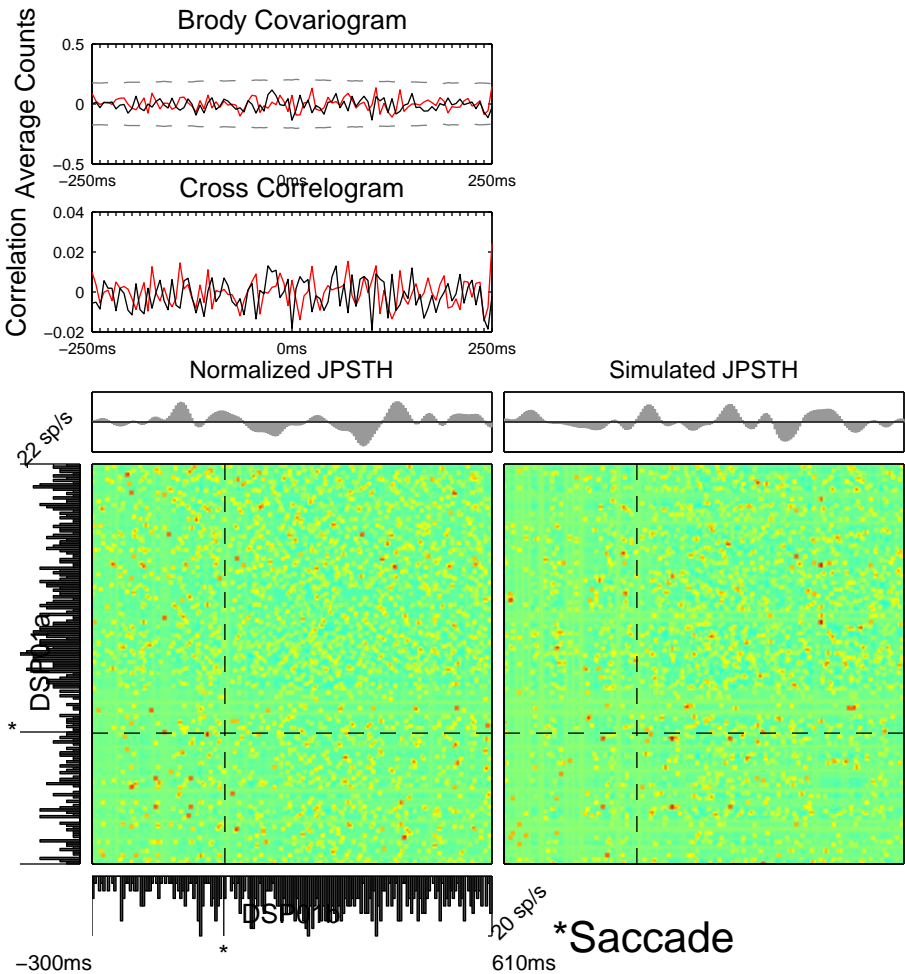 Brody Covariogram
Average Counts
0.5
0
−0.5
−250ms
0ms
250ms
Cross Correlogram
Correlation
0.04
0.02
0
−0.02
−250ms
0ms
250ms
Normalized JPSTH
Simulated JPSTH
22 sp/s
DSP01a
*
DSP01b
20 sp/s
*
*Saccade
−300ms
610ms